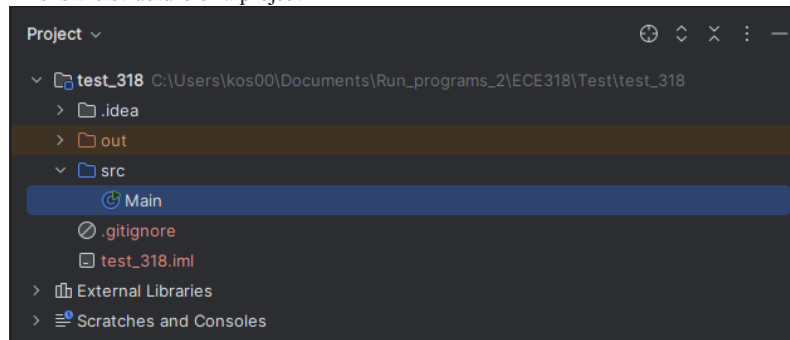 Project
test_318 C:\Users\kos00\Documents\Run_programs_2\ECE318\Test\test_318
.idea
out
src
Main
.gitignore
test_318.iml
External Libraries
Scratches and Consoles